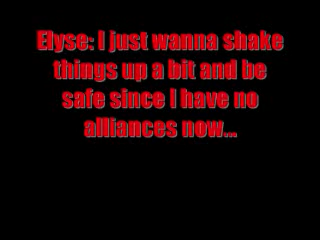 Elyse: I just wanna shake
things up a bit and be
safe since I have no
alliances now...